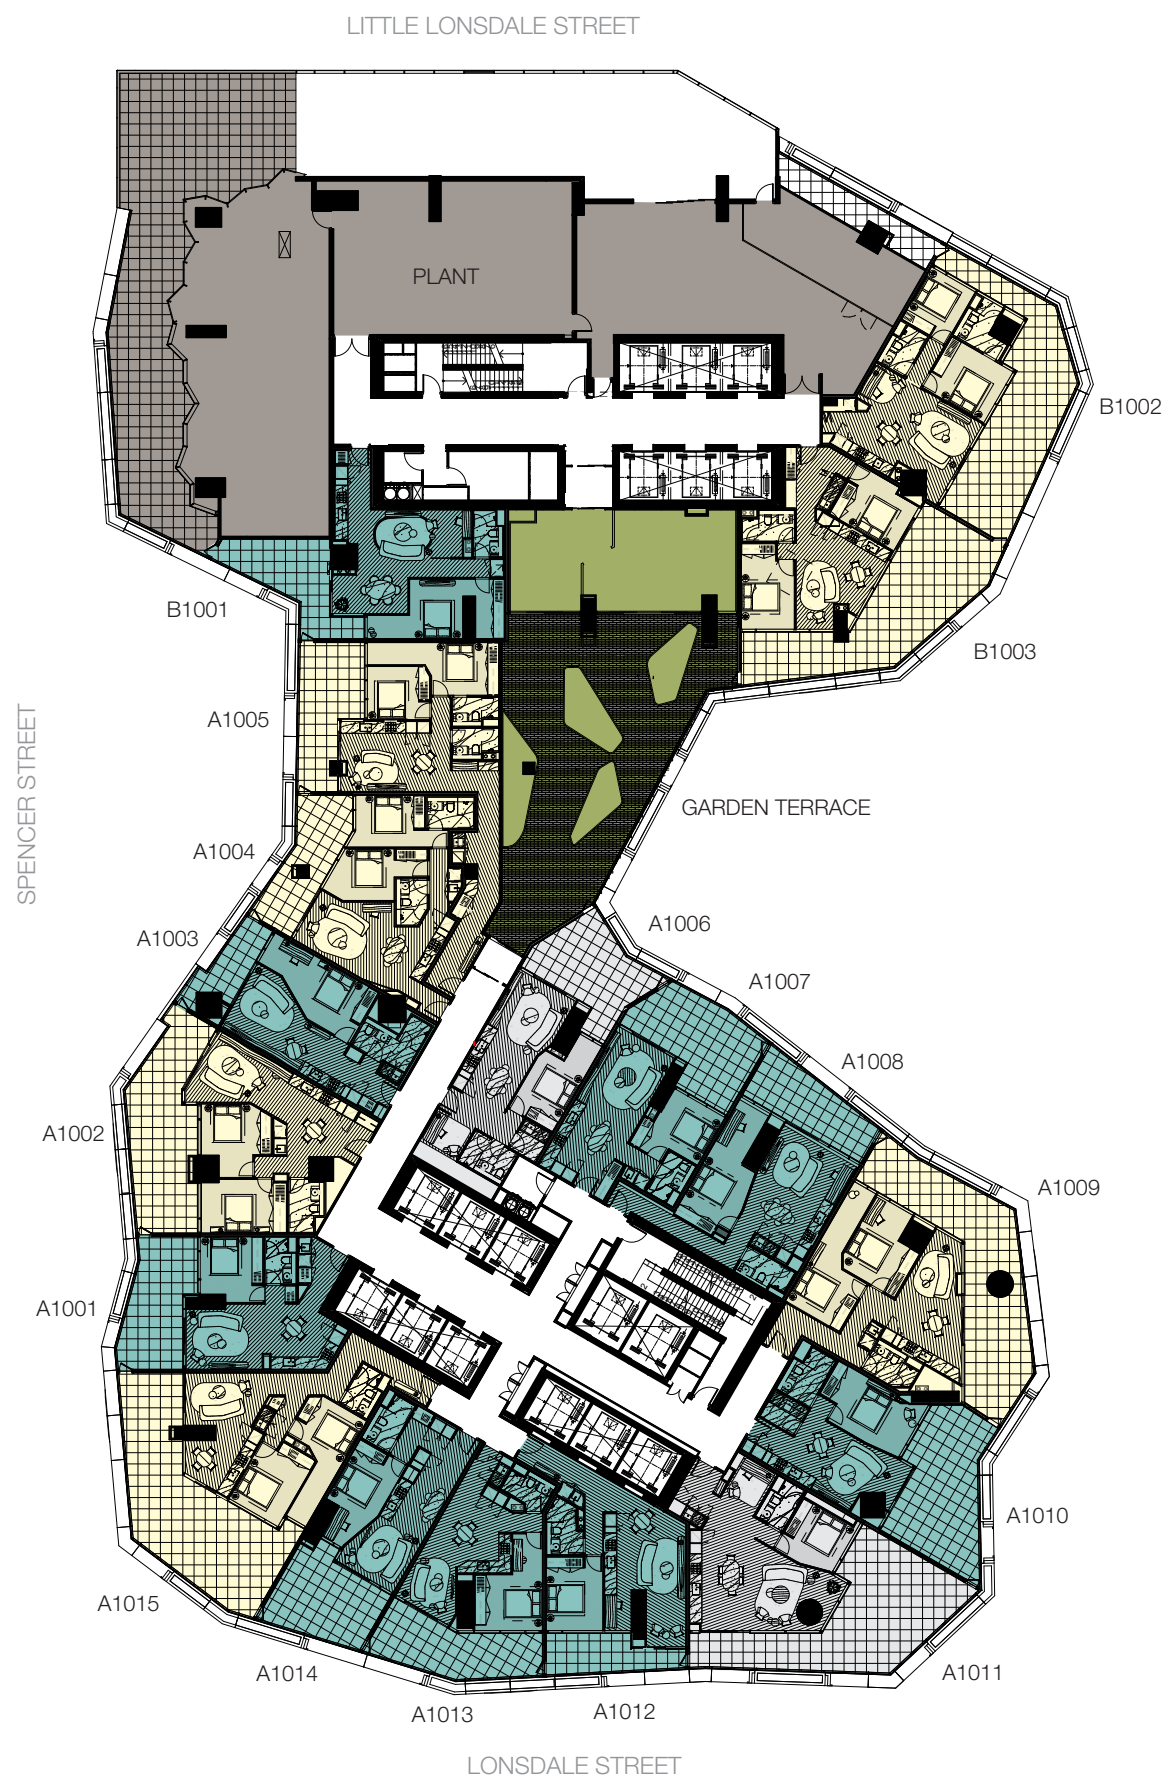 LITTLE LONSDALE STREET
PLANT
B1002
B1001
B1003
A1005
SPENCER STREET
GARDEN TERRACE
A1004
A1006
A1003
A1007
A1008
A1002
A1009
A1001
A1010
A1015
A1014
A1011
A1013
A1012
LONSDALE STREET